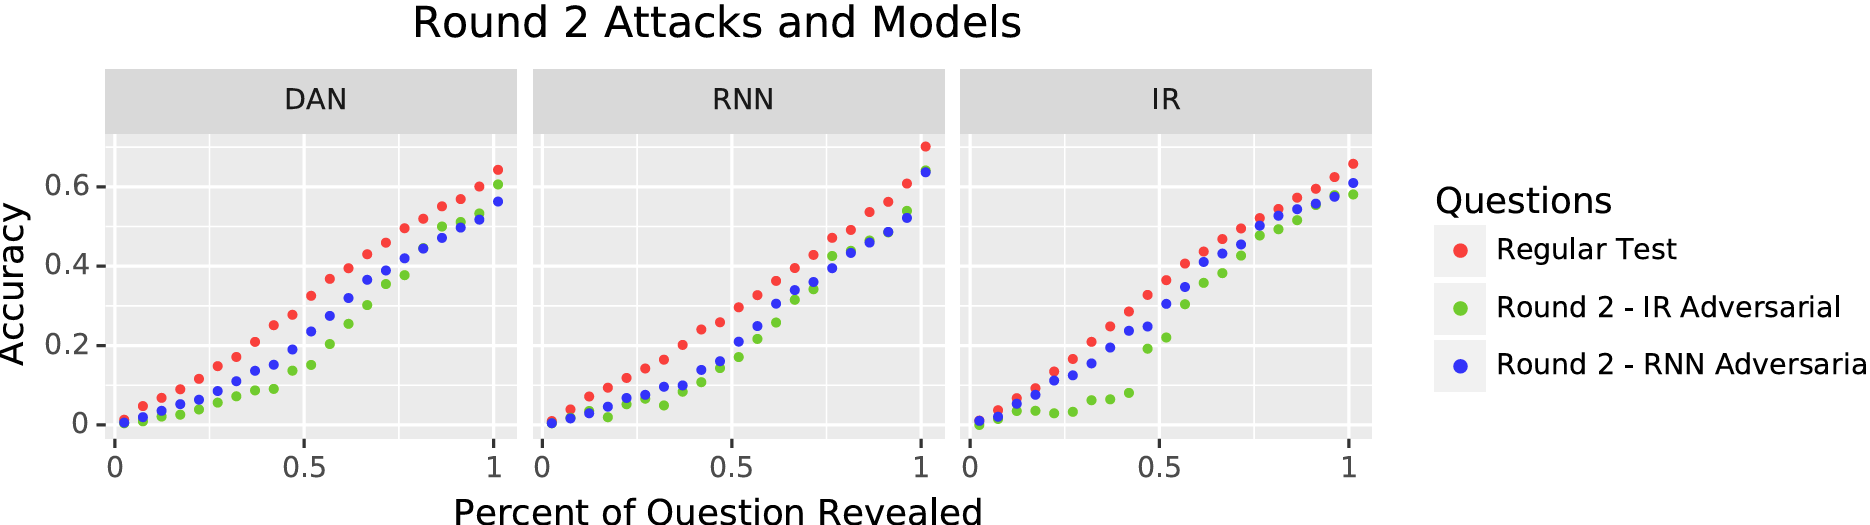 Round 2 Attacks and Models
DAN
RNN
IR
Accuracy
0.6
0.4
0.2
0
0 0.5 1
0 0.5 1
0 0.5 1
Percent of Question Revealed
Questions
Regular Test
Round 2 - IR Adversarial
Round 2 - RNN Adversaria